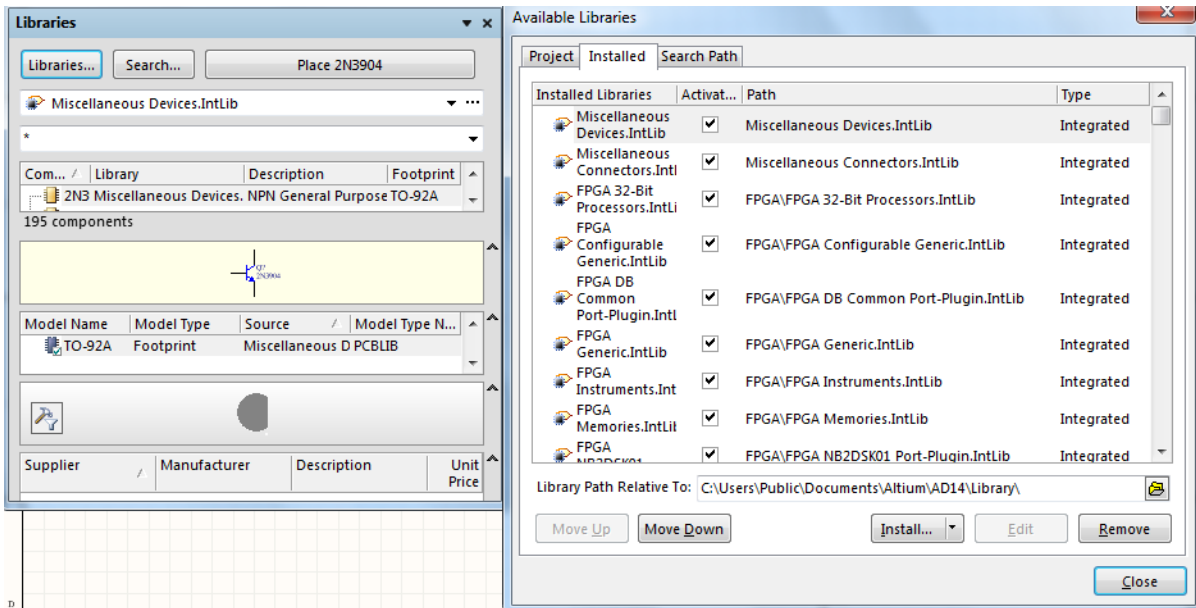 Libraries
Libraries...
Search...
Place 2N3904
Miscellaneous Devices.IntLib
...
*
Com... Library Description Footprint
2N3 Miscellaneous Devices. NPN General Purpose TO-92A
195 components
Q?
2N3904
Model Name Model Type Source Model Type N...
TO-92A Footprint Miscellaneous D PCBLIB
Supplier Manufacturer Description Unit
Price
D
Available Libraries
Project Installed Search Path
Installed Libraries Activat... Path Type
Miscellaneous
Devices.IntLib
Miscellaneous Devices.IntLib Integrated
Miscellaneous
Connectors.Intl
Miscellaneous Connectors.IntLib Integrated
FPGA 32-Bit
Processors.IntLi
FPGA\FPGA 32-Bit Processors.IntLib Integrated
FPGA
Configurable
Generic.IntLib
FPGA\FPGA Configurable Generic.IntLib Integrated
FPGA DB
Common
Port-Plugin.Intl
FPGA\FPGA DB Common Port-Plugin.IntLib Integrated
FPGA
Generic.IntLib
FPGA\FPGA Generic.IntLib Integrated
FPGA
Instruments.Int
FPGA\FPGA Instruments.IntLib Integrated
FPGA
Memories.IntLil
FPGA\FPGA Memories.IntLib Integrated
FPGA
NB2DSK01
FPGA\FPGA NB2DSK01 Port-Plugin.IntLib Integrated
Library Path Relative To: C:\Users\Public\Documents\Altium\AD14\Library\
Move Up Move Down Install... Edit Remove
Close